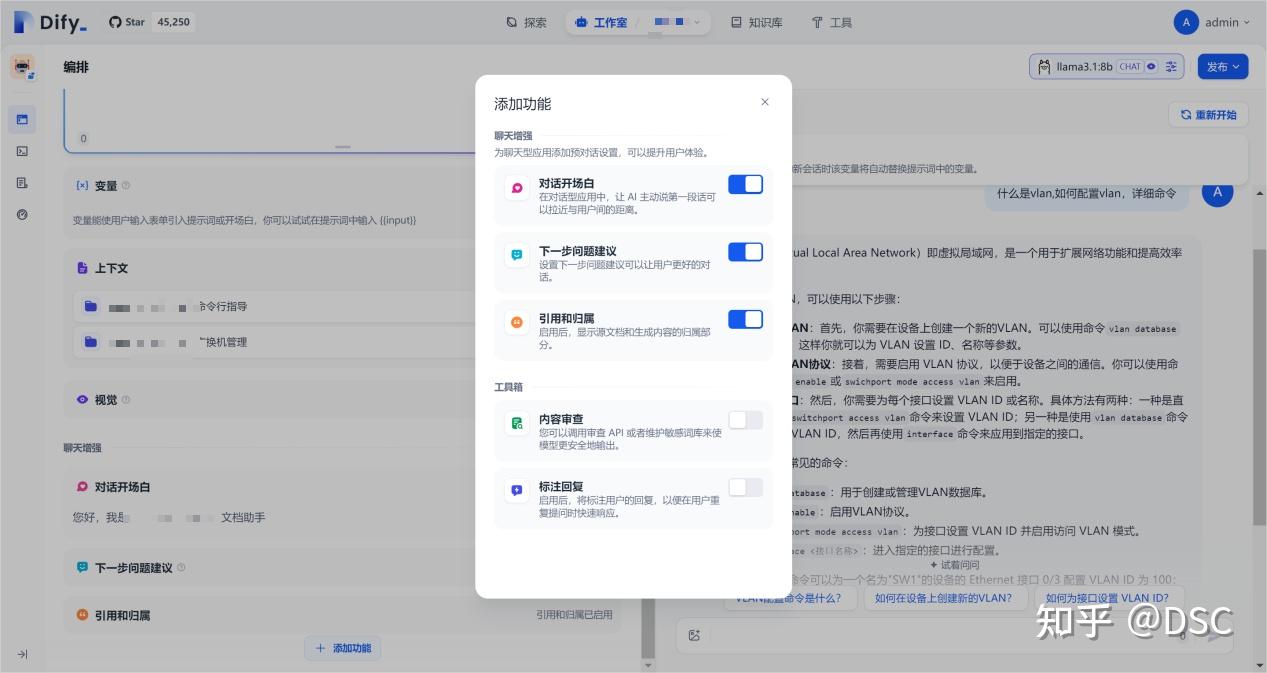 Dify_
Star 45,250
探索
工作室 /
知识库
工具
A admin
编排
llama3.1:8b CHAT
发布
0
变量
变量能使用户输入表单引入提示词或开场白，你可以试试在提示词中输入 {{input}}
上下文
命令行指导
换机管理
视觉
聊天增强
对话开场白
您好，我是
文档助手
下一步问题建议
引用和归属
引用和归属已启用
+ 添加功能
添加功能
聊天增强
为聊天型应用添加预对话设置，可以提升用户体验。
对话开场白
在对话型应用中，让 AI 主动说第一段话可
以拉近与用户间的距离。
下一步问题建议
设置下一步问题建议可以让用户更好的对
话。
引用和归属
启用后，显示源文档和生成内容的归属部
分。
工具箱
内容审查
您可以调用审查 API 或者维护敏感词库来使
模型更安全地输出。
标注回复
启用后，将标注用户的回复，以便在用户重
复提问时快速响应。
重新开始
新会话时该变量将自动替换提示词中的变量。
什么是vlan,如何配置vlan，详细命令
A
tual Local Area Network）即虚拟局域网，是一个用于扩展网络功能和提高效率
N，可以使用以下步骤：
AN：首先，你需要在设备上创建一个新的VLAN。可以使用命令 vlan database
这样你就可以为 VLAN 设置 ID、名称等参数。
AN协议：接着，需要启用 VLAN 协议，以便于设备之间的通信。你可以使用命
enable 或 swichport mode access vlan 来启用。
口：然后，你需要为每个接口设置 VLAN ID 或名称。具体方法有两种：一种是直
switchport access vlan 命令来设置 VLAN ID；另一种是使用 vlan database 命令
VLAN ID，然后再使用 interface 命令来应用到指定的接口。
常见的命令：
atabase ：用于创建或管理VLAN数据库。
nable ：启用VLAN协议。
port mode access vlan ：为接口设置 VLAN ID 并启用访问 VLAN 模式。
ace <接口名称> ：进入指定的接口进行配置。
试着问问
命令可以为一个名为"SW1"的设备的 Ethernet 接口 0/3 配置 VLAN ID 为 100：
VLAN配置命令是什么？
如何在设备上创建新的VLAN？
如何为接口设置 VLAN ID？
0
知乎 @DSC